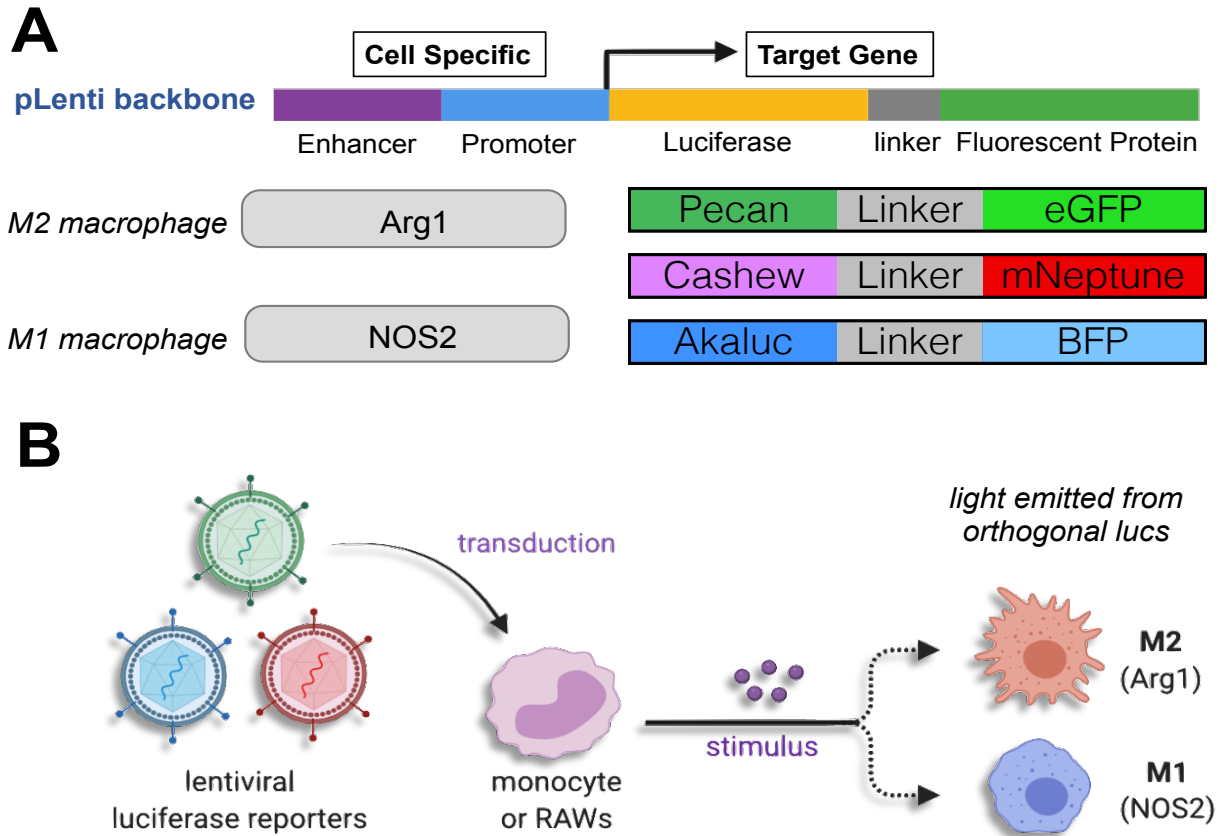 A
Cell Specific
Target Gene
pLenti backbone
Enhancer
Promoter
Luciferase
linker
Fluorescent Protein
M2 macrophage
Arg1
Pecan
Linker
eGFP
Cashew
Linker
mNeptune
M1 macrophage
NOS2
Akaluc
Linker
BFP
B
light emitted from
orthogonal lucs
transduction
M2
(Arg1)
stimulus
M1
(NOS2)
lentiviral
luciferase reporters
monocyte
or RAWs